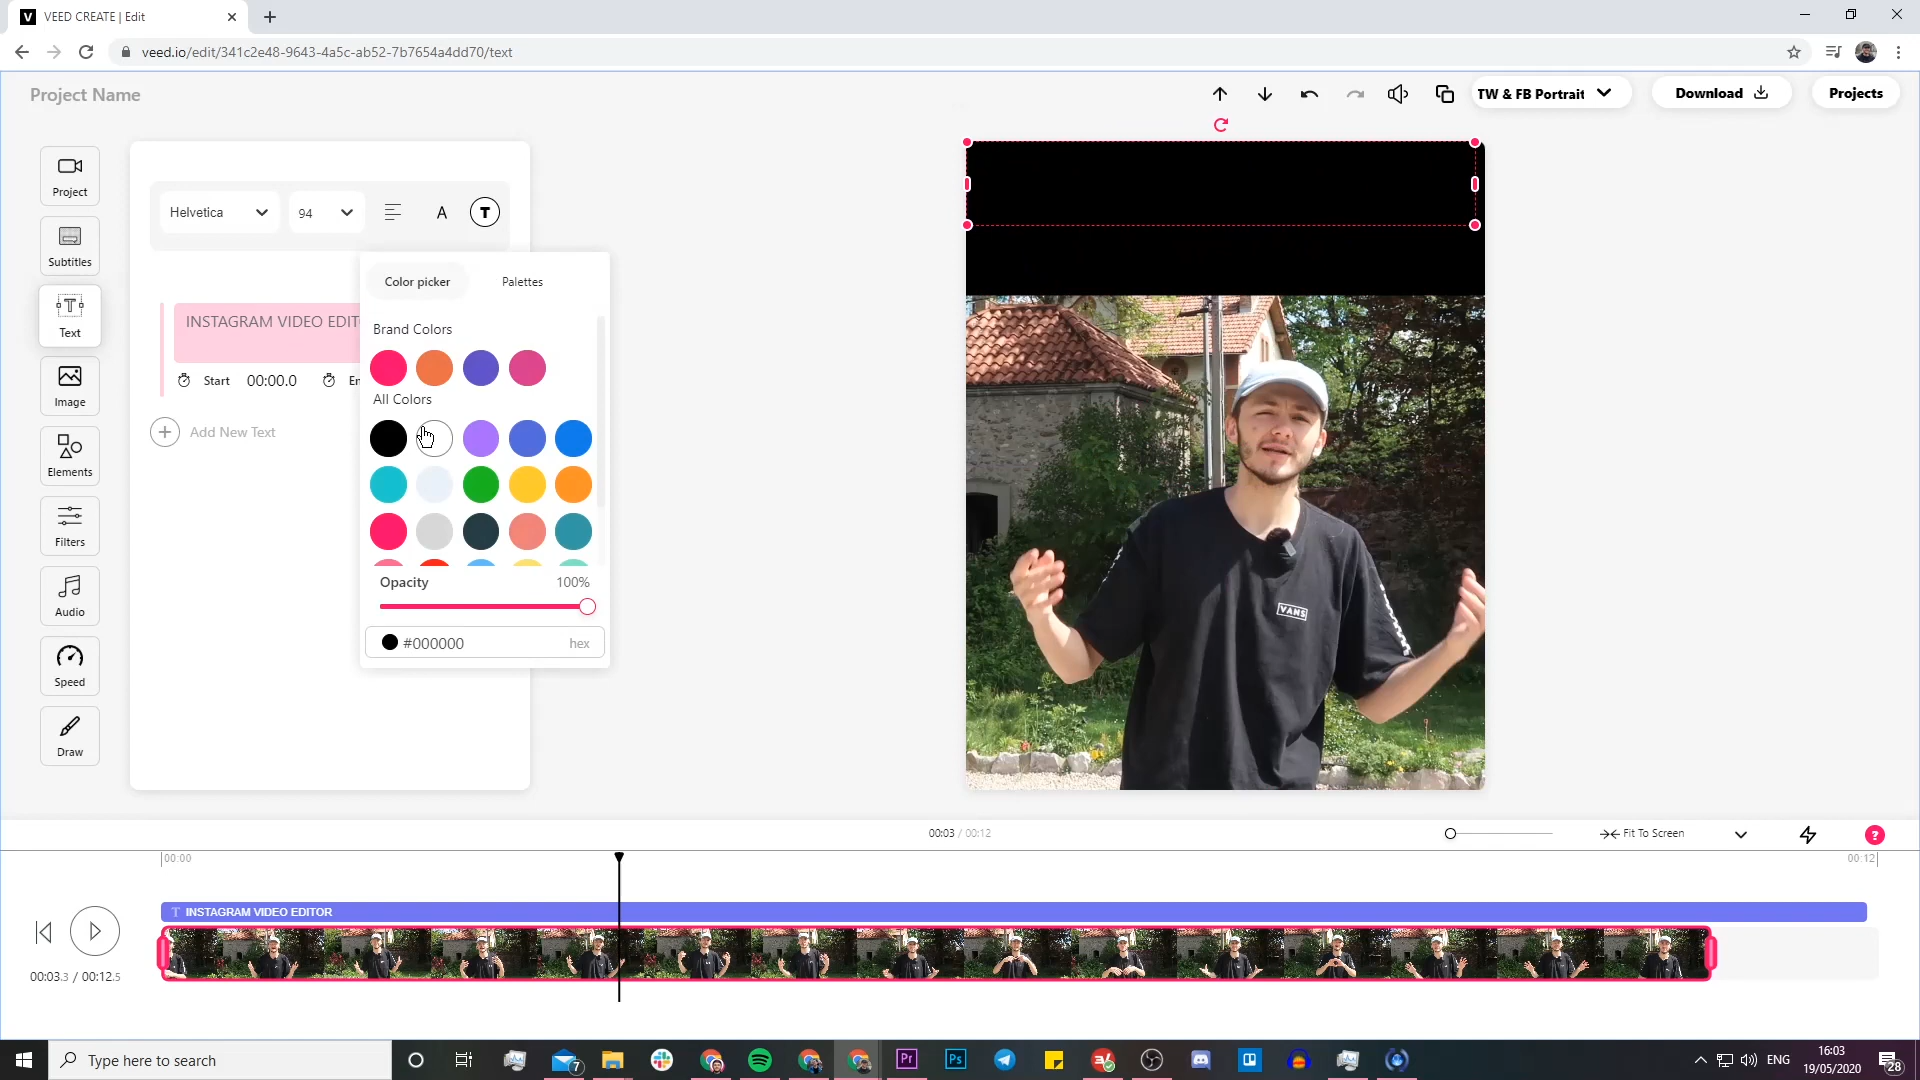 VEED CREATE | Edit
veed.io/edit/341c2e48-9643-4a5c-ab52-7b7654a4dd70/text
Project Name
TW & FB Portrait
Download
Projects
Project
Subtitles
Text
Image
Elements
Filters
Audio
Speed
Draw
Helvetica
94
A
T
INSTAGRAM VIDEO EDIT
Start 00:00.0 En
Add New Text
Color picker Palettes
Brand Colors
All Colors
Opacity 100%
#000000 hex
VANS
00:03 / 00:12
Fit To Screen
?
00:00
00:12
T INSTAGRAM VIDEO EDITOR
00:03.3 / 00:12.5
Type here to search
7
Pr
Ps
ENG
16:03
19/05/2020
28